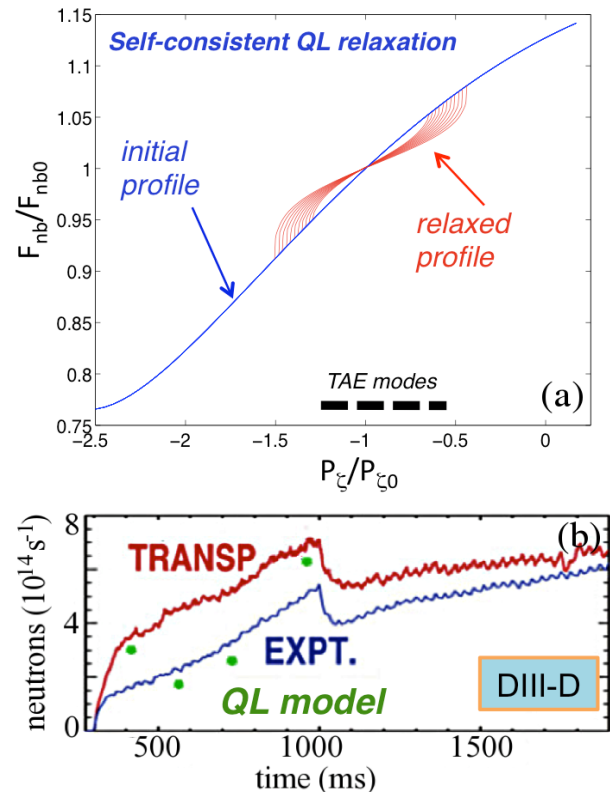 1.15
1.1
1.05
1
0.95
0.9
0.85
0.8
0.75
F_nb/F_nb0
Self-consistent QL relaxation
initial
profile
relaxed
profile
TAE modes
(a)
-2.5 -2 -1.5 -1 -0.5 0
P_ζ/P_ζ0
8
6
4
2
0
neutrons (10^14 s^-1)
(b)
TRANSP
EXPT.
QL model
DIII-D
500 1000 1500
time (ms)